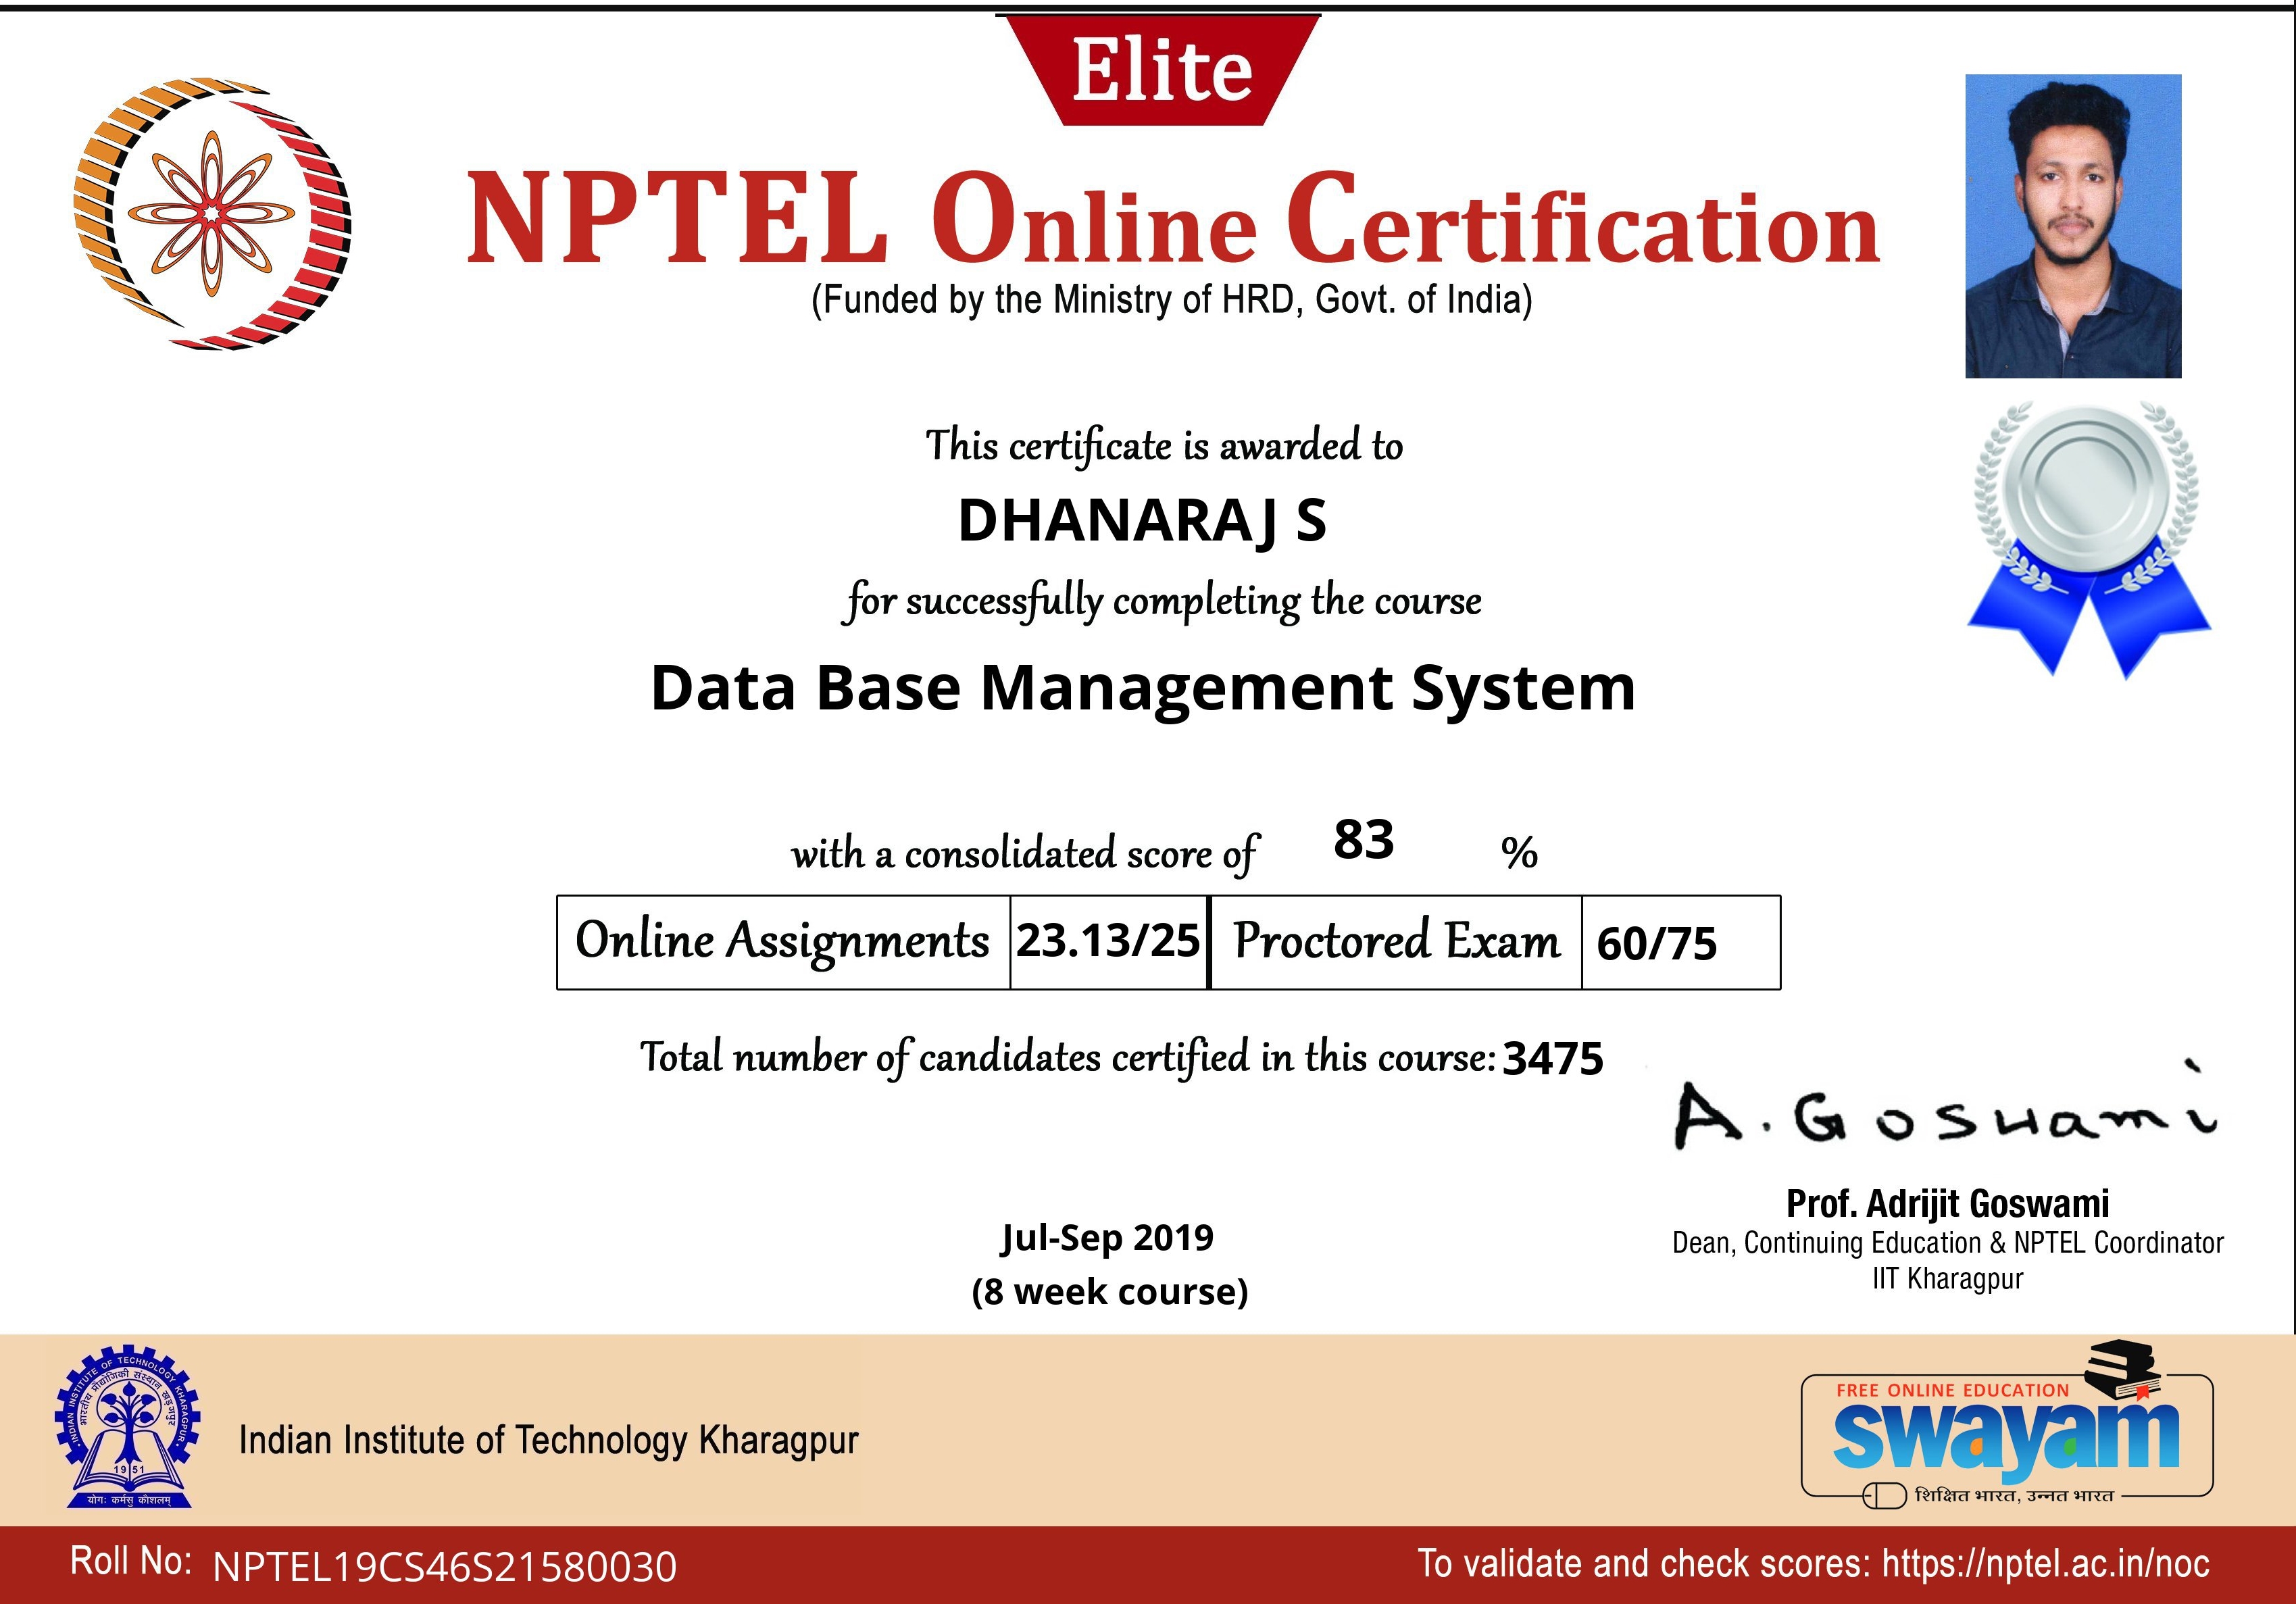 Elite
NPTEL Online Certification
(Funded by the Ministry of HRD, Govt. of India)
This certificate is awarded to
DHANARAJ S
for successfully completing the course
Data Base Management System
with a consolidated score of 83 %
Online Assignments 23.13/25 Proctored Exam 60/75
Total number of candidates certified in this course: 3475
A. Goswami
Prof. Adrijit Goswami
Dean, Continuing Education & NPTEL Coordinator
IIT Kharagpur
Jul-Sep 2019
(8 week course)
INDIAN INSTITUTE OF TECHNOLOGY KHARAGPUR
भारतीय प्रौद्योगिकी संस्थान खड़गपुर
1951
योगः कर्मसु कौशलम्
Indian Institute of Technology Kharagpur
FREE ONLINE EDUCATION
swayam
शिक्षित भारत, उन्नत भारत
Roll No: NPTEL19CS46S21580030
To validate and check scores: https://nptel.ac.in/noc